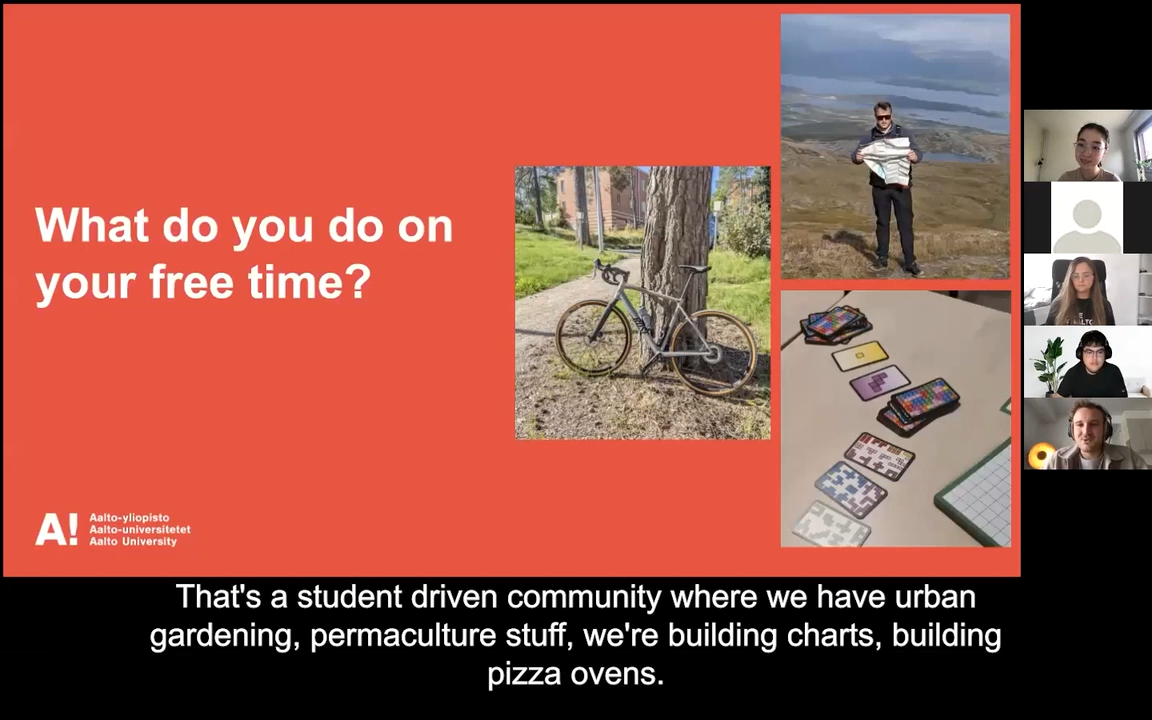 What do you do on
your free time?
A!
Aalto-yliopisto
Aalto-universitetet
Aalto University
That's a student driven community where we have urban
gardening, permaculture stuff, we're building charts, building
pizza ovens.